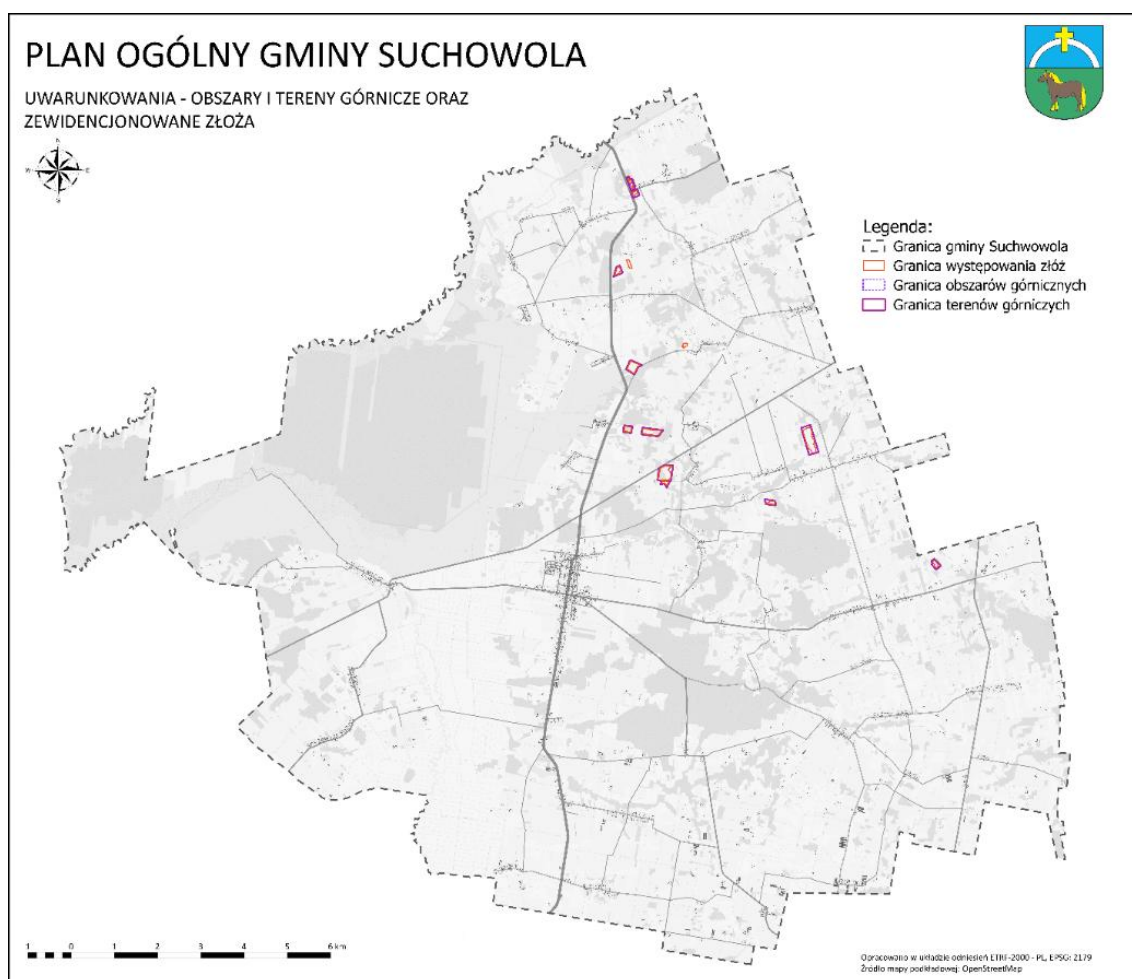 PLAN OGÓLNY GMINY SUCHOWOLA
UWARUNKOWANIA - OBSZARY I TERENY GÓRNICZE ORAZ
ZEWIDENCJONOWANE ZŁOŻA
N
W E
S
Legenda:
Granica gminy Suchwowola
Granica występowania złóż
Granica obszarów górnicznych
Granica terenów górniczych
1 0 1 2 3 4 5 6 km
Opracowano w układzie odniesień ETRF-2000 - PL, EPSG: 2179
Źródło mapy podkładowej: OpenStreetMap